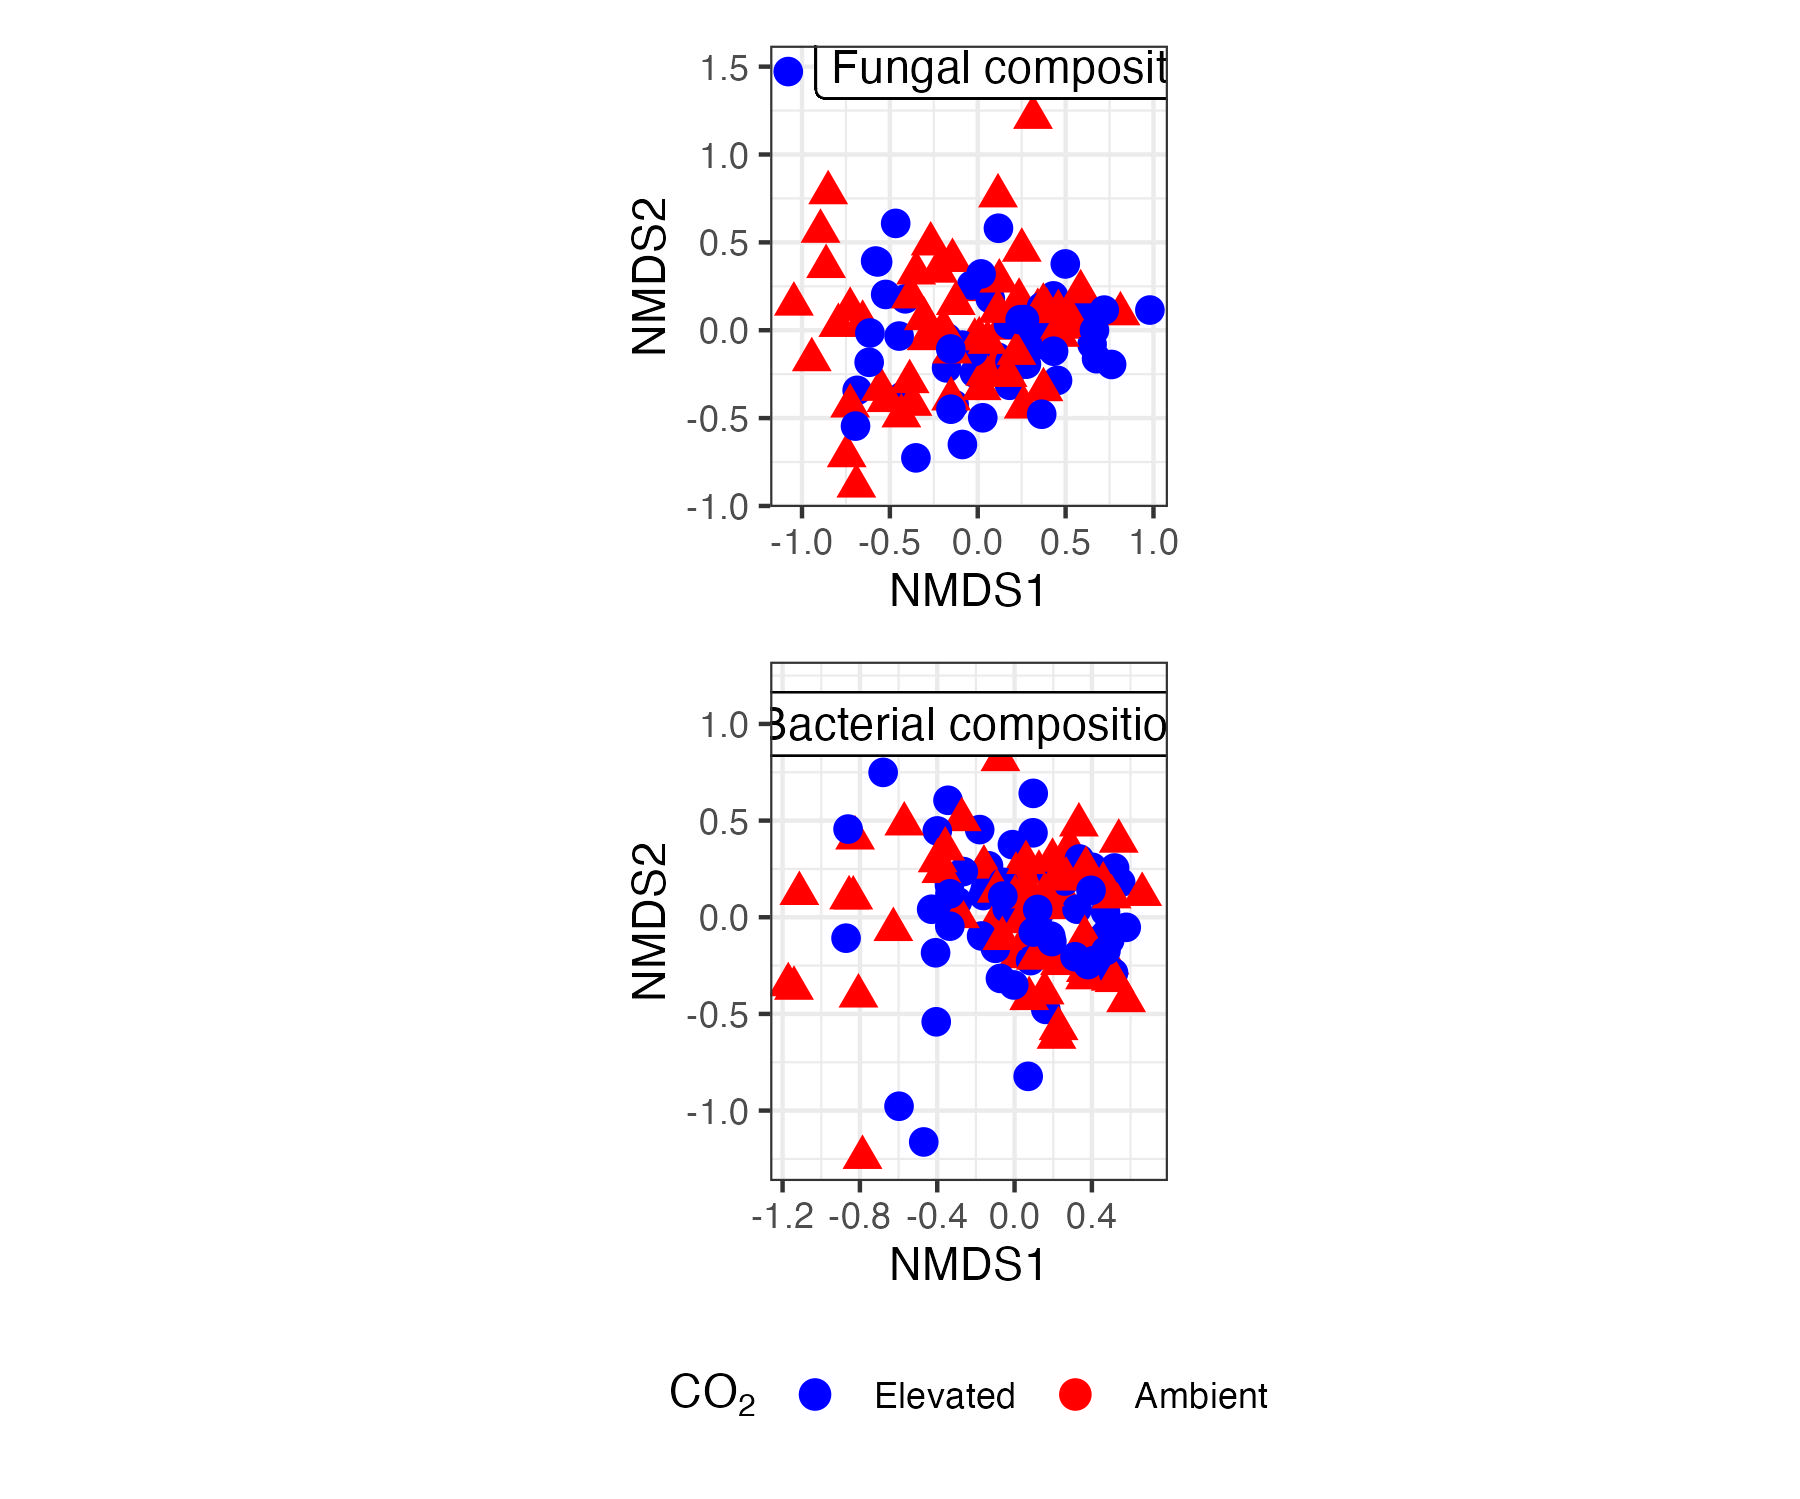 Fungal composit
1.5
1.0
0.5
0.0
-0.5
-1.0
NMDS2
-1.0 -0.5 0.0 0.5 1.0
NMDS1
Bacterial compositio
1.0
0.5
0.0
-0.5
-1.0
NMDS2
-1.2 -0.8 -0.4 0.0 0.4
NMDS1
CO₂ Elevated Ambient